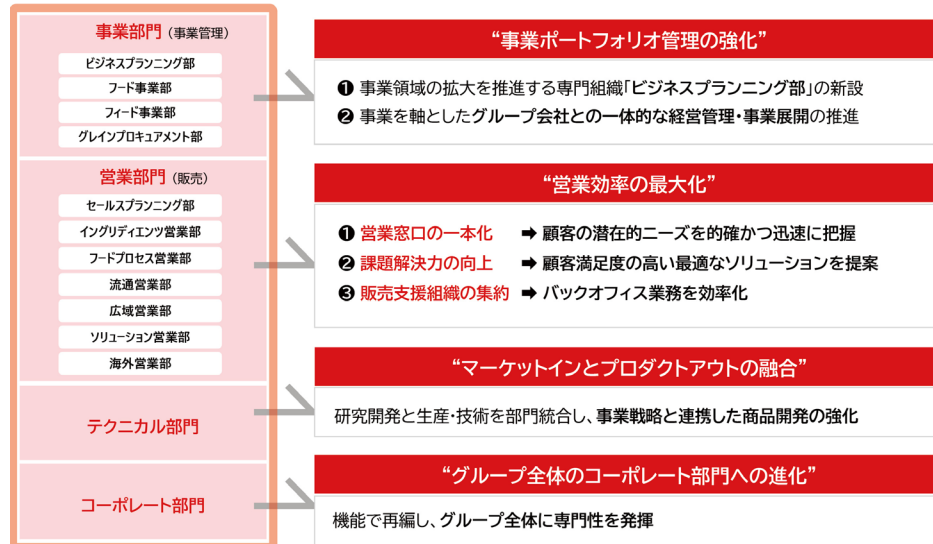 事業部門（事業管理）
ビジネスプランニング部
フード事業部
フィード事業部
グレインプロキュアメント部
“事業ポートフォリオ管理の強化”
❶ 事業領域の拡大を推進する専門組織「ビジネスプランニング部」の新設
❷ 事業を軸としたグループ会社との一体的な経営管理・事業展開の推進
営業部門（販売）
セールスプランニング部
イングリディエンツ営業部
フードプロセス営業部
流通営業部
広域営業部
ソリューション営業部
海外営業部
“営業効率の最大化”
❶ 営業窓口の一本化 ➡ 顧客の潜在的ニーズを的確かつ迅速に把握
❷ 課題解決力の向上 ➡ 顧客満足度の高い最適なソリューションを提案
❸ 販売支援組織の集約 ➡ バックオフィス業務を効率化
テクニカル部門
“マーケットインとプロダクトアウトの融合”
研究開発と生産・技術を部門統合し、事業戦略と連携した商品開発の強化
コーポレート部門
“グループ全体のコーポレート部門への進化”
機能で再編し、グループ全体に専門性を発揮